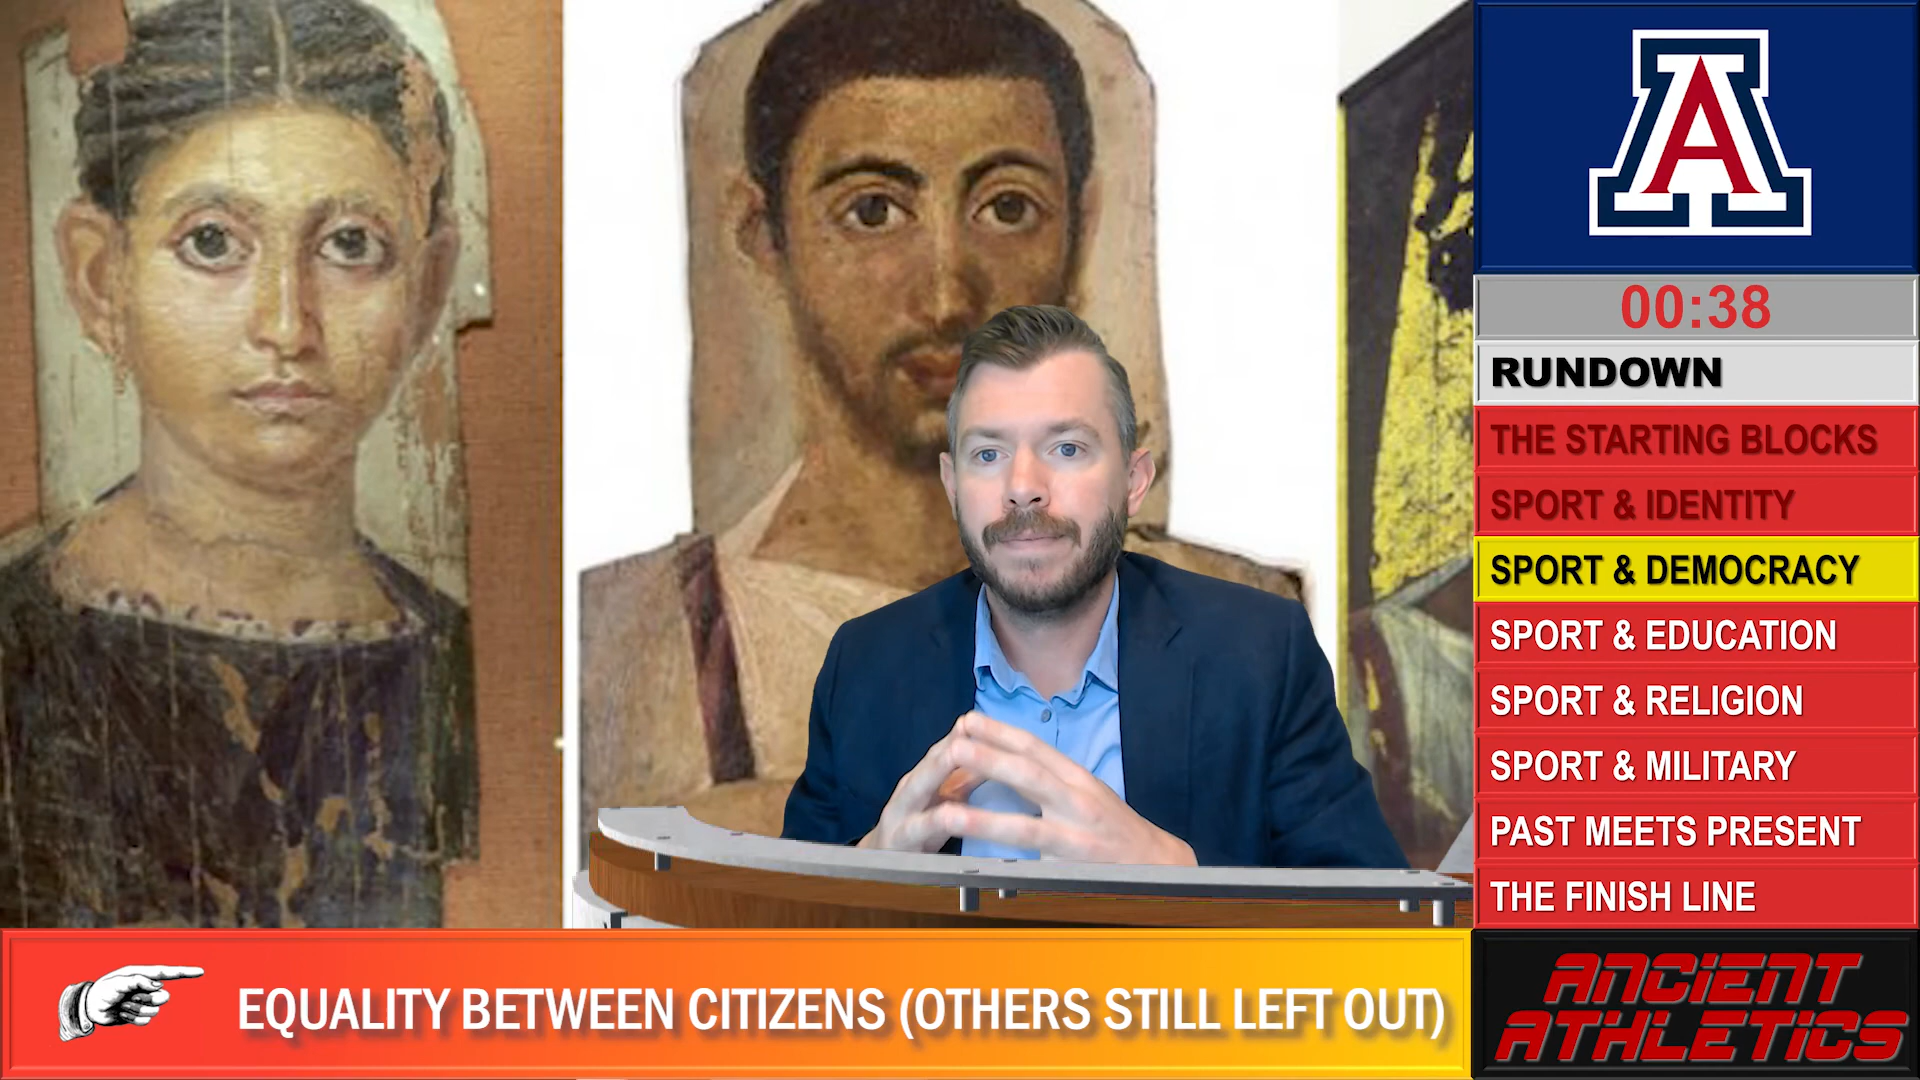 A
00:38
RUNDOWN
THE STARTING BLOCKS
SPORT & IDENTITY
SPORT & DEMOCRACY
SPORT & EDUCATION
SPORT & RELIGION
SPORT & MILITARY
PAST MEETS PRESENT
THE FINISH LINE
EQUALITY BETWEEN CITIZENS (OTHERS STILL LEFT OUT)
ANCIENT
ATHLETICS